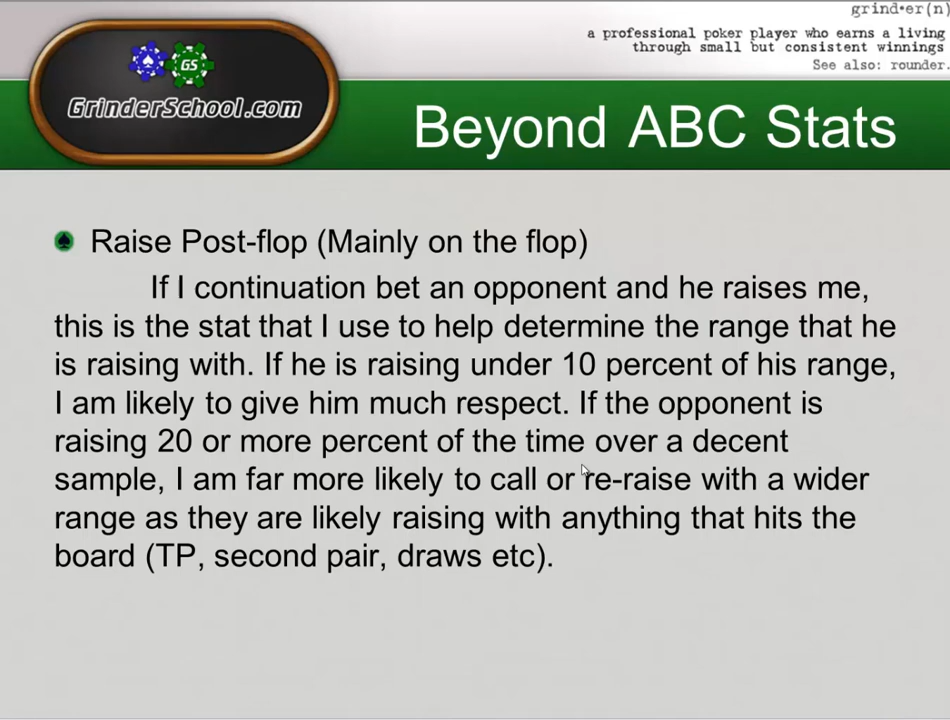 grind•er(n)
a professional poker player who earns a living
through small but consistent winnings
See also: rounder.
GS
GrinderSchool.com
Beyond ABC Stats
Raise Post-flop (Mainly on the flop)
If I continuation bet an opponent and he raises me,
this is the stat that I use to help determine the range that he
is raising with. If he is raising under 10 percent of his range,
I am likely to give him much respect. If the opponent is
raising 20 or more percent of the time over a decent
sample, I am far more likely to call or re-raise with a wider
range as they are likely raising with anything that hits the
board (TP, second pair, draws etc).